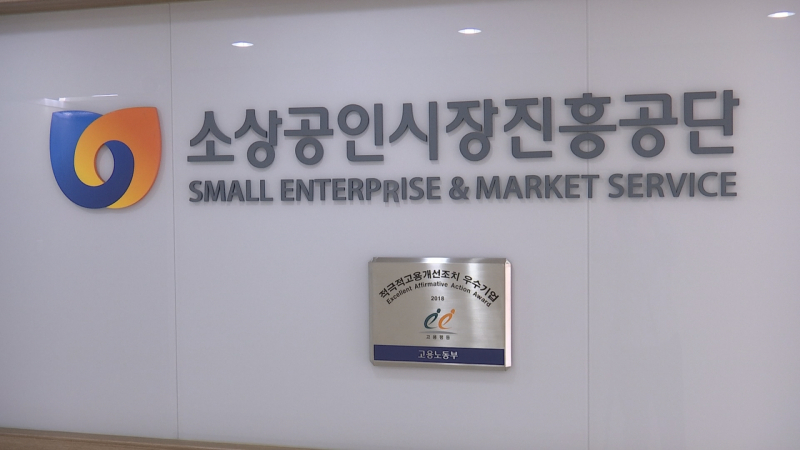 소상공인시장진흥공단
SMALL ENTERPRISE & MARKET SERVICE
적극적고용개선조치 우수기업
Excellent Affirmative Action Award
2018
고용평등
고용노동부